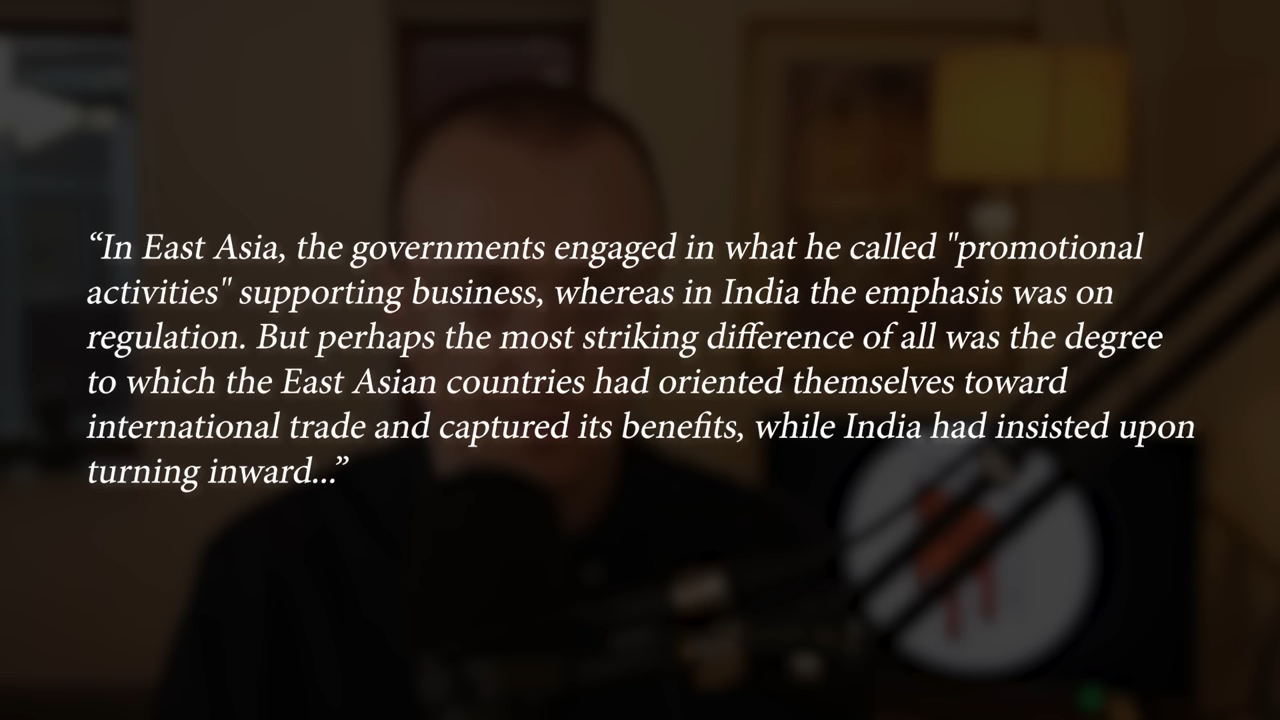 “In East Asia, the governments engaged in what he called "promotional
activities" supporting business, whereas in India the emphasis was on
regulation. But perhaps the most striking difference of all was the degree
to which the East Asian countries had oriented themselves toward
international trade and captured its benefits, while India had insisted upon
turning inward...”